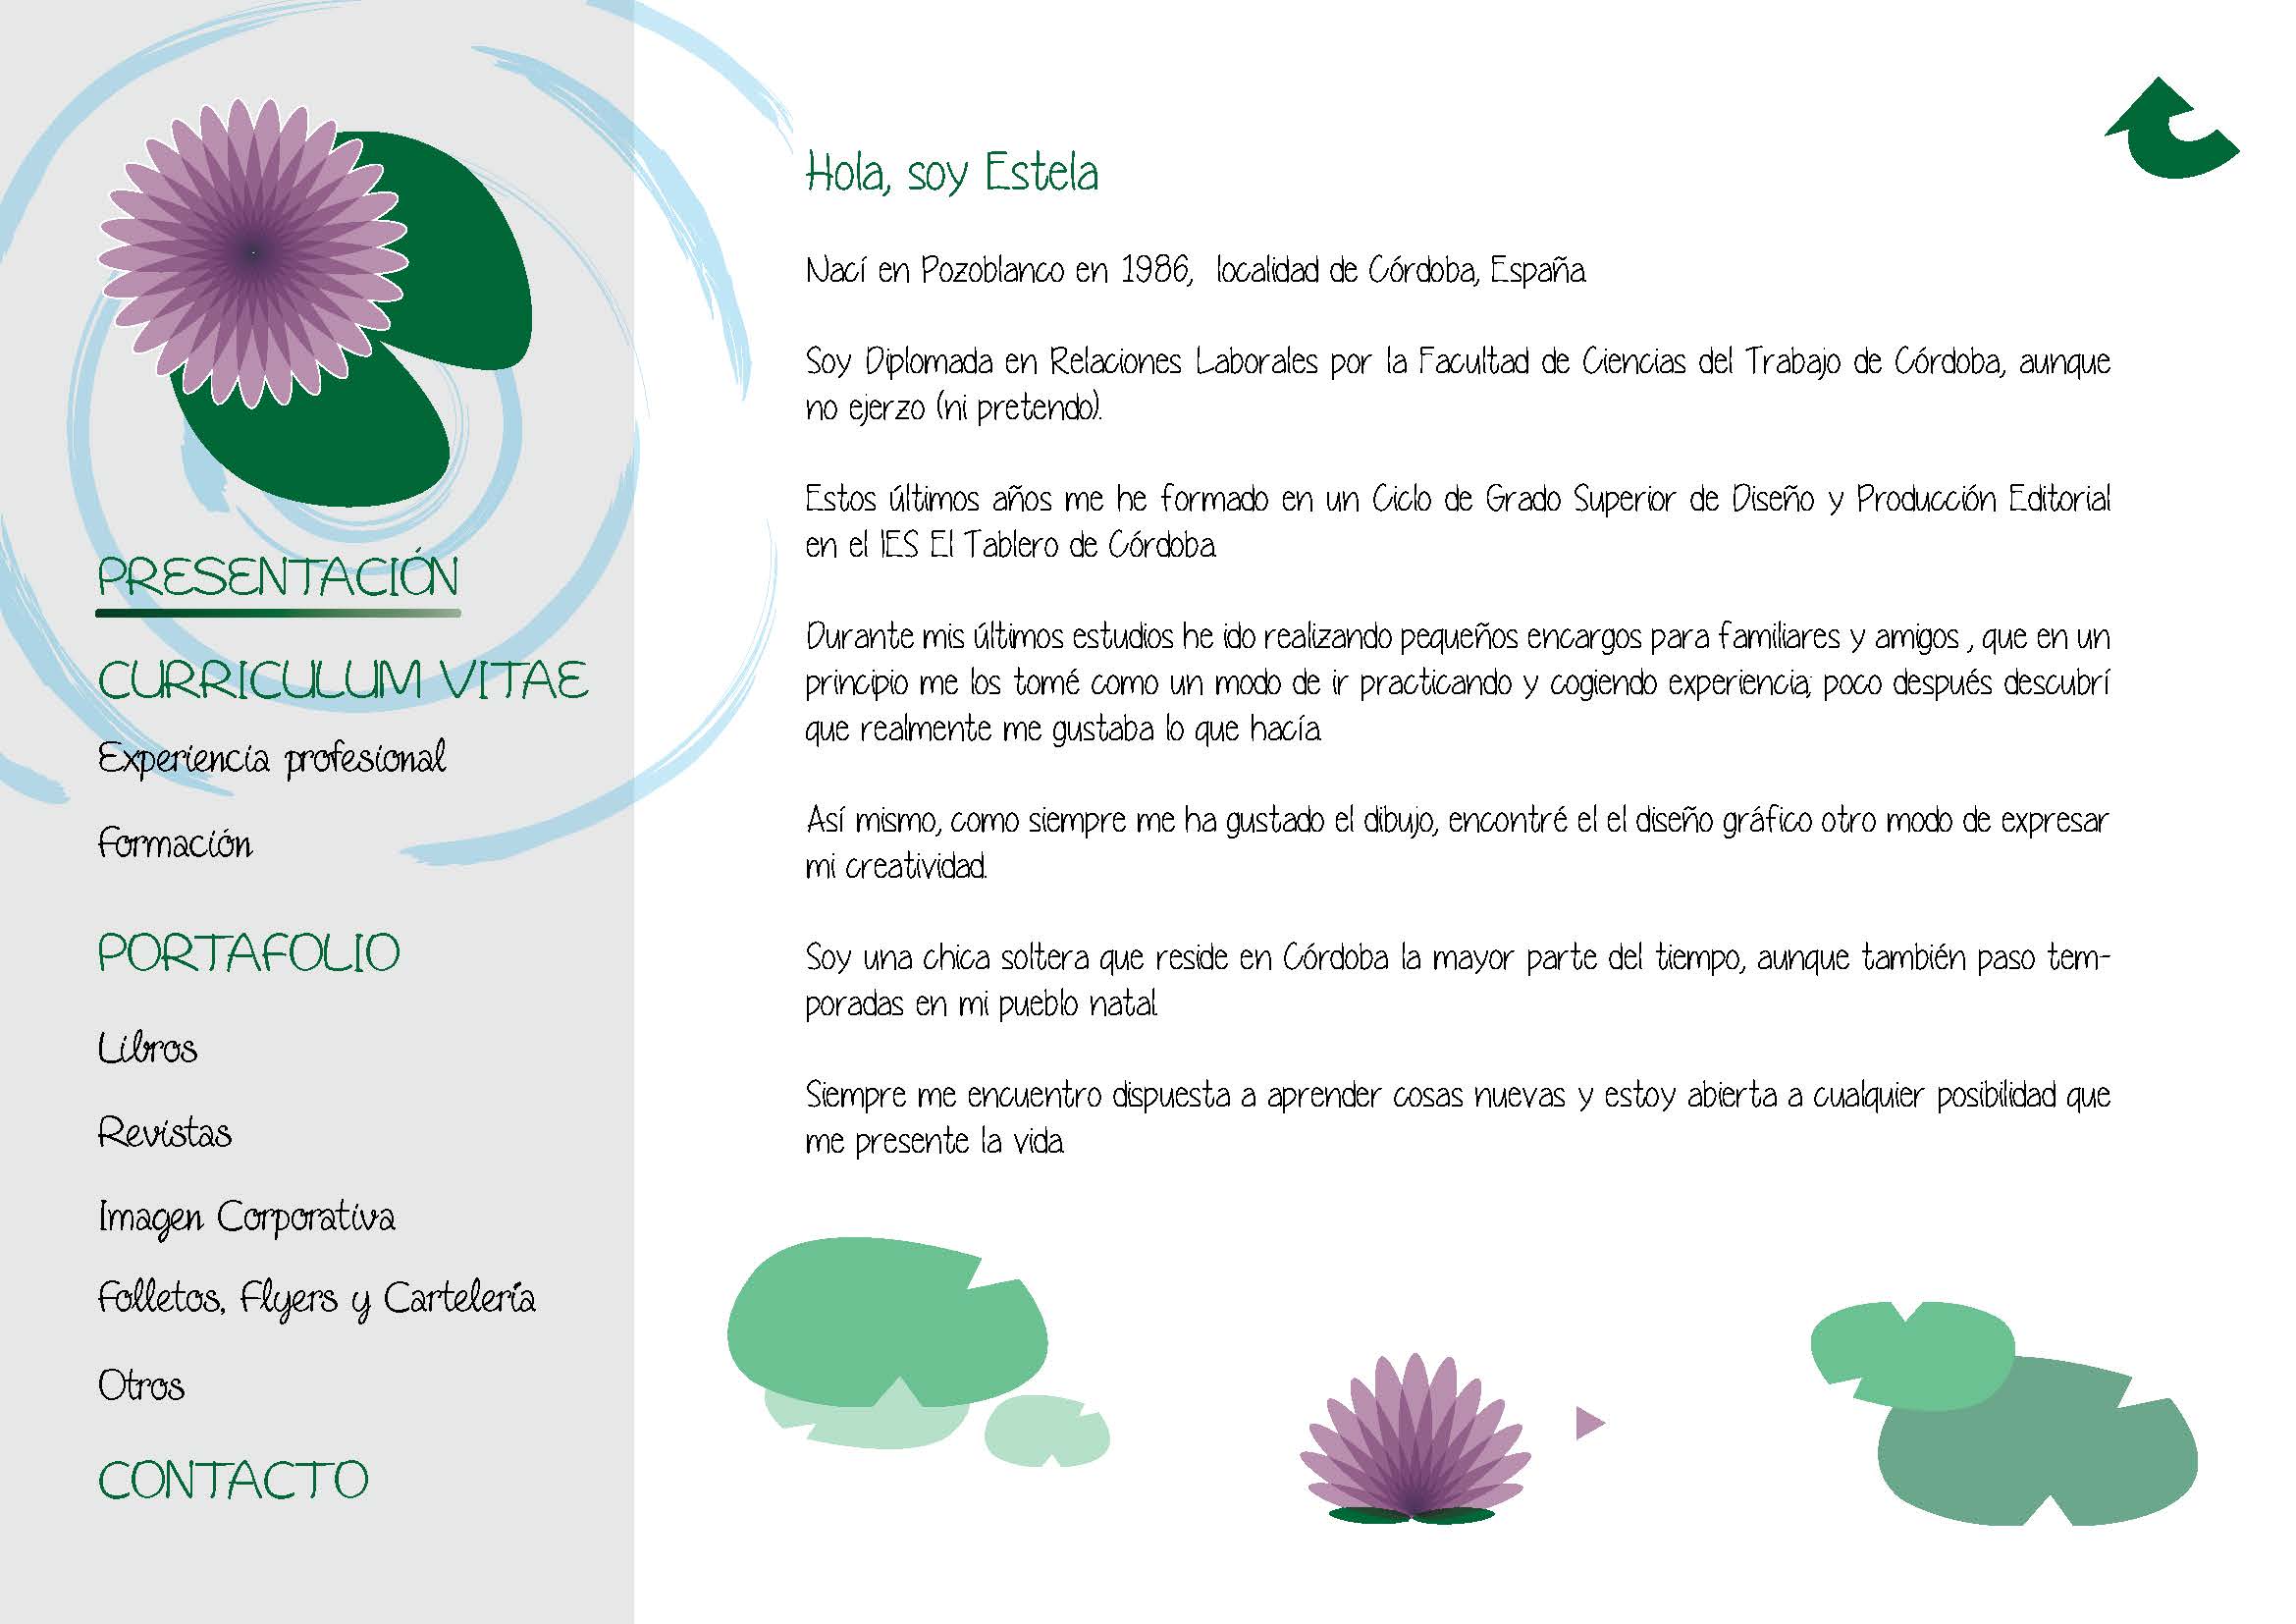 PRESENTACIÓN
CURRICULUM VITAE
Experiencia profesional
Formación
PORTAFOLIO
Libros
Revistas
Imagen Corporativa
Folletos, Flyers y Cartelería
Otros
CONTACTO
Hola, soy Estela
Nací en Pozoblanco en 1986, localidad de Córdoba, España
Soy Diplomada en Relaciones Laborales por la Facultad de Ciencias del Trabajo de Córdoba, aunque
no ejerzo (ni pretendo).
Estos últimos años me he formado en un Ciclo de Grado Superior de Diseño y Producción Editorial
en el IES El Tablero de Córdoba.
Durante mis últimos estudios he ido realizando pequeños encargos para familiares y amigos , que en un
principio me los tomé como un modo de ir practicando y cogiendo experiencia; poco después descubrí
que realmente me gustaba lo que hacía.
Así mismo, como siempre me ha gustado el dibujo, encontré el el diseño gráfico otro modo de expresar
mi creatividad.
Soy una chica soltera que reside en Córdoba la mayor parte del tiempo, aunque también paso tem-
poradas en mi pueblo natal.
Siempre me encuentro dispuesta a aprender cosas nuevas y estoy abierta a cualquier posibilidad que
me presente la vida.